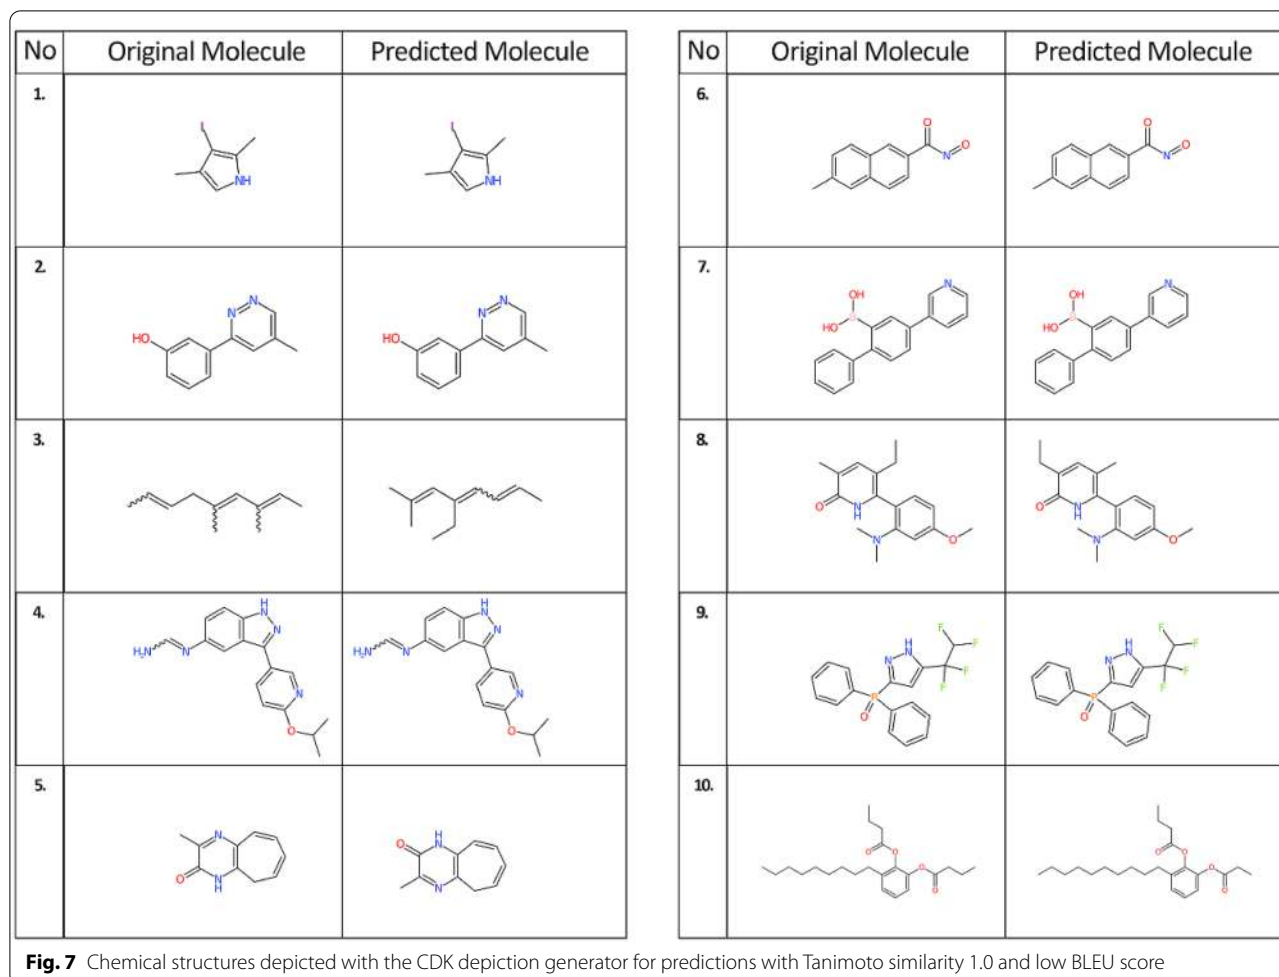 No Original Molecule Predicted Molecule
1.
I
NH
I
NH
2.
HO
N
N
HO
N
N
3.
4.
H₂N
N
H
N
N
N
O
H₂N
N
H
N
N
N
O
5.
N
O
N
H
O
H
N
N
No Original Molecule Predicted Molecule
6.
O
N
O
O
N
O
7.
OH
HO
B
N
OH
HO
B
N
8.
O
N
H
N
O
O
N
H
N
O
9.
F
F
F
F
H
N
N
P
O
F
F
F
F
H
N
N
P
O
10.
O
O
O
O
O
O
O
O
Fig. 7 Chemical structures depicted with the CDK depiction generator for predictions with Tanimoto similarity 1.0 and low BLEU score